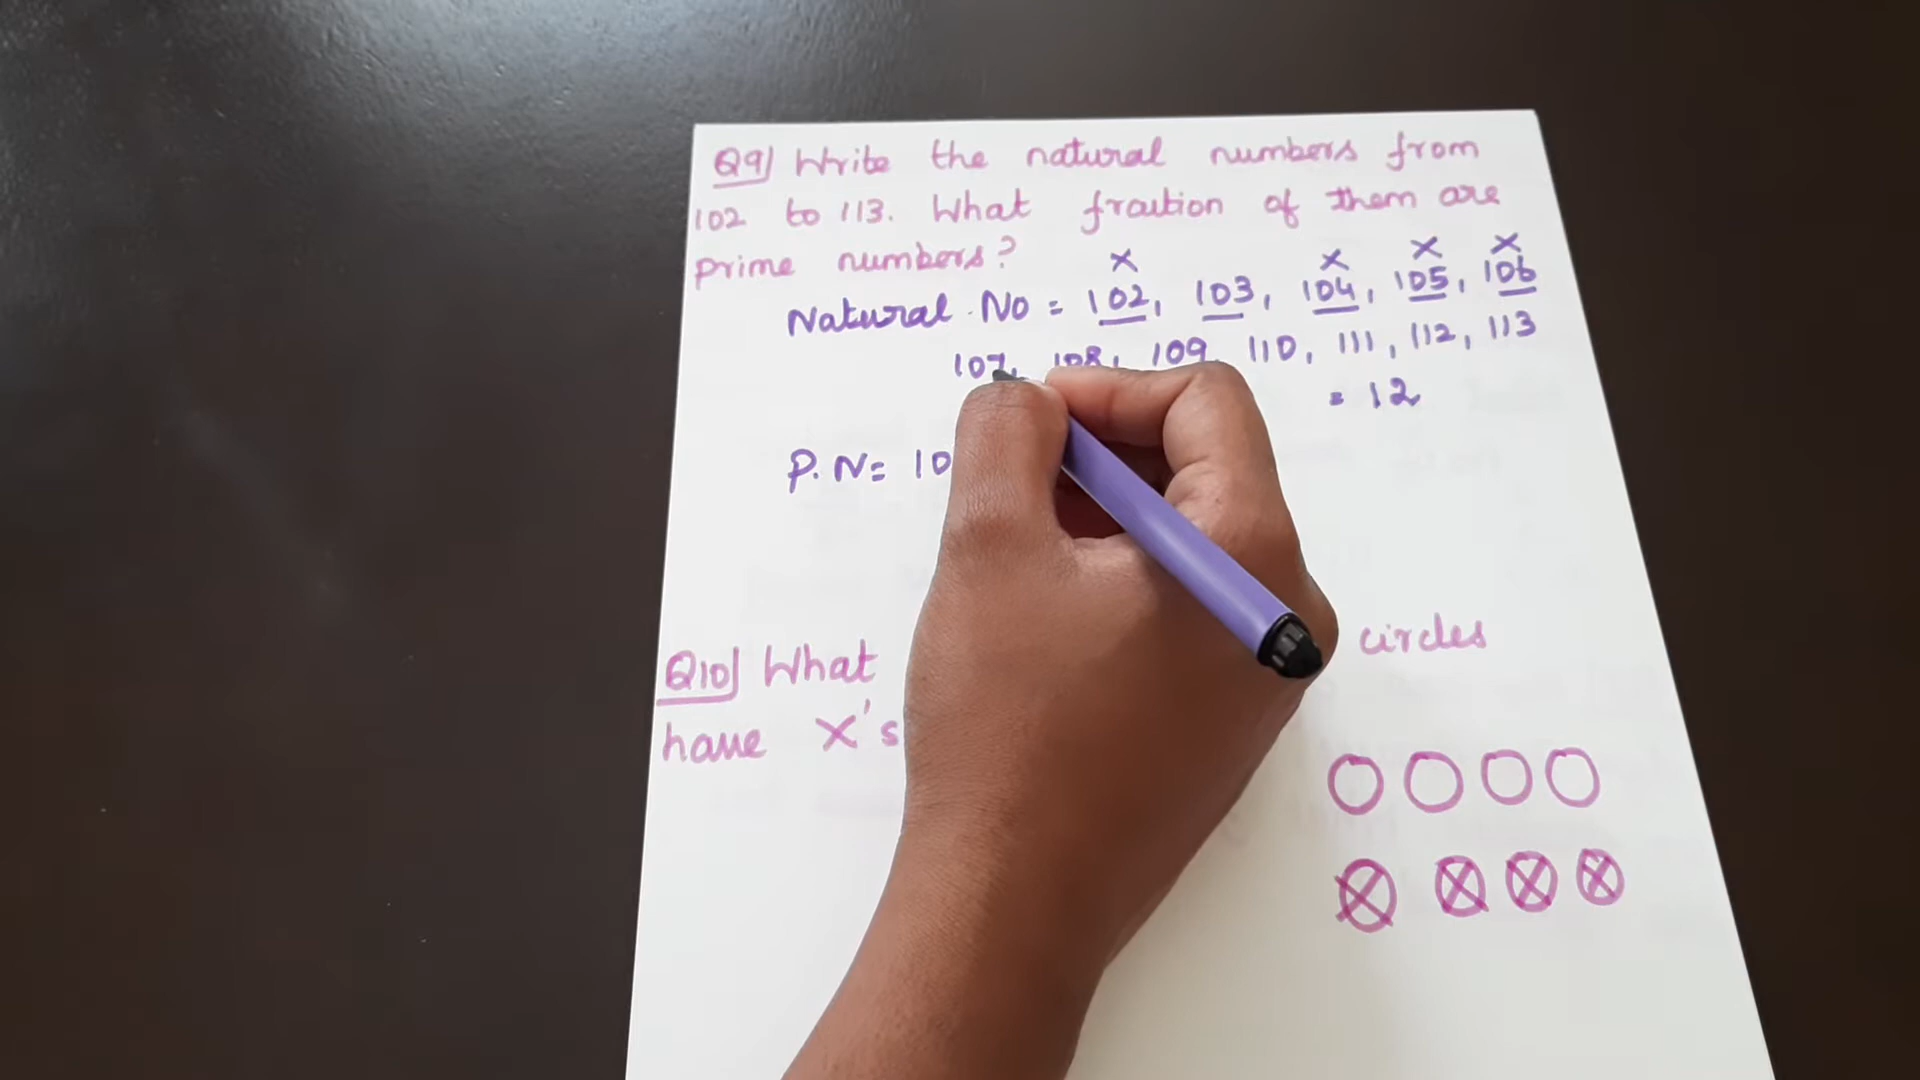 Q9) Write the natural numbers from
102 to 113. What fraction of them are
prime numbers?
x x x x
Natural No = 102, 103, 104, 105, 106
107, 108, 109, 110, 111, 112, 113
= 12
P.N= 10
Q10) What circles
have X's